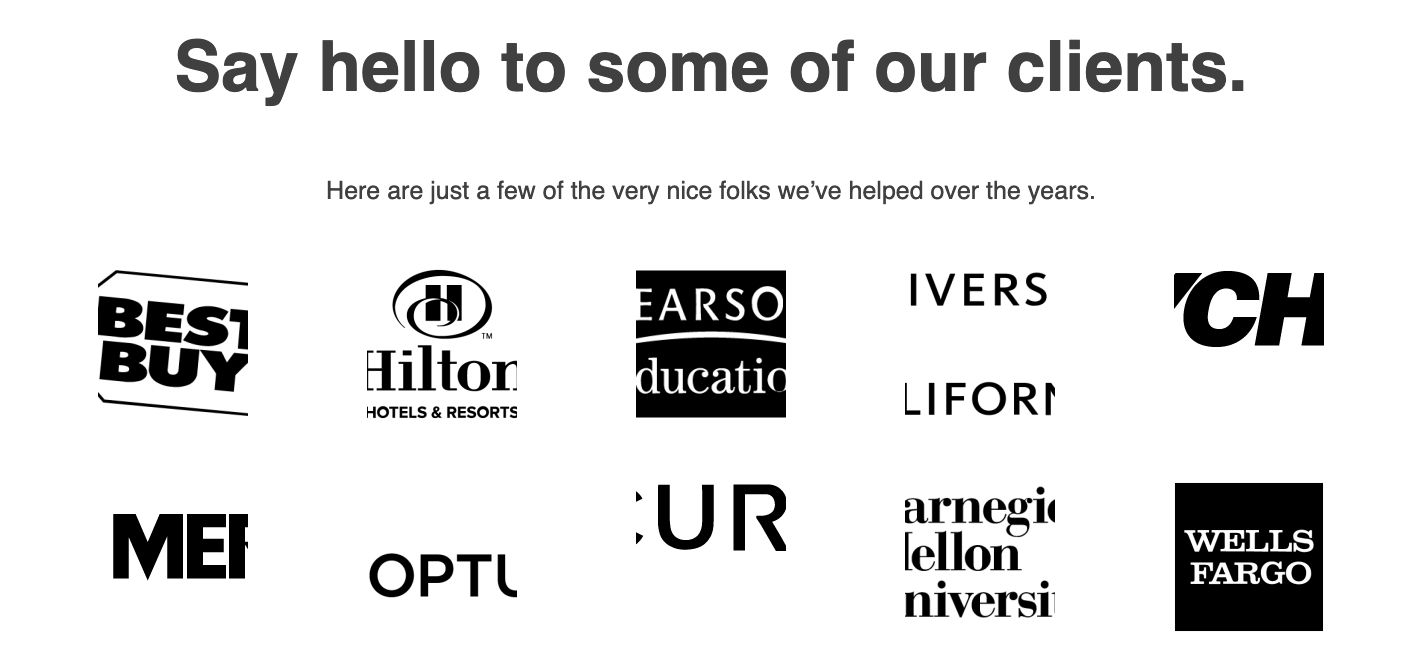 Say hello to some of our clients.
Here are just a few of the very nice folks we’ve helped over the years.
BEST
BUY
Hilton
HOTELS & RESORTS
EARSO
ducatio
IVERS
LIFORN
CH
MER
OPTU
CUR
arnegie
ellon
niversi
WELLS
FARGO